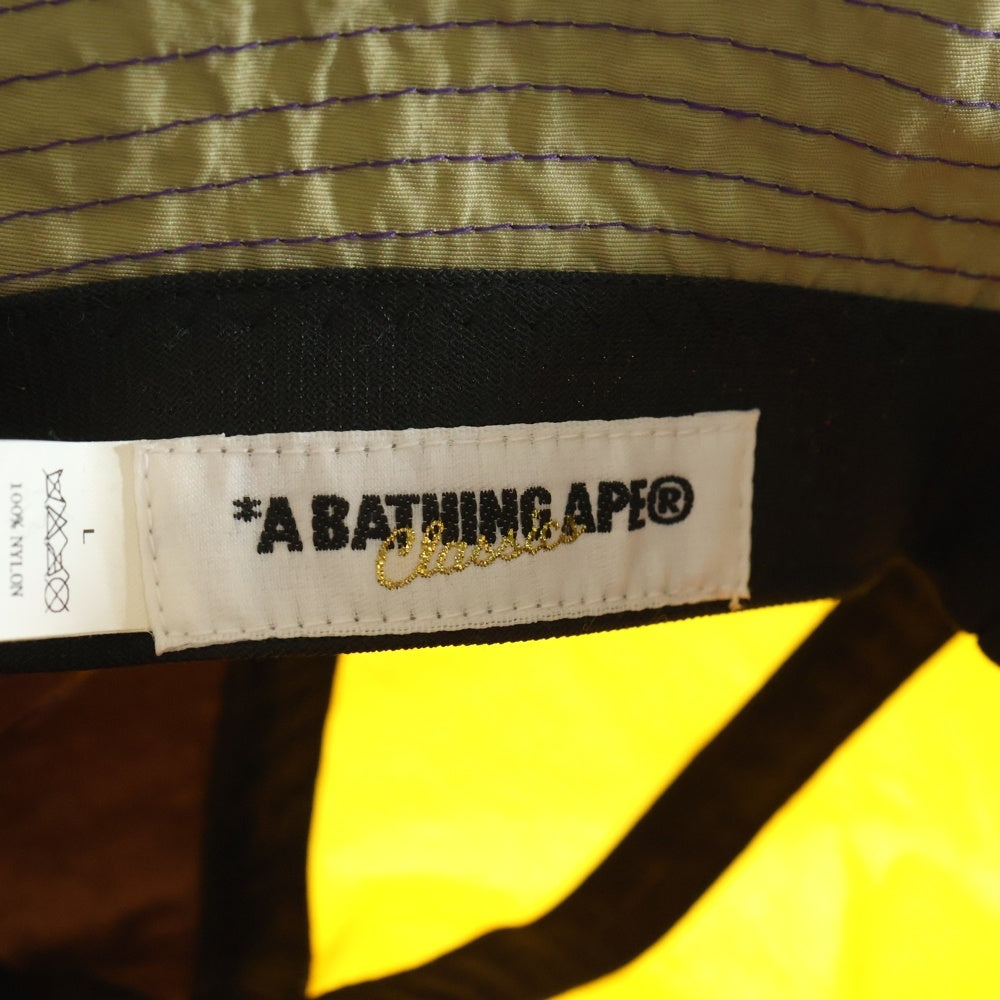 *A BATHING APE®
Classics
L
100% NYLON